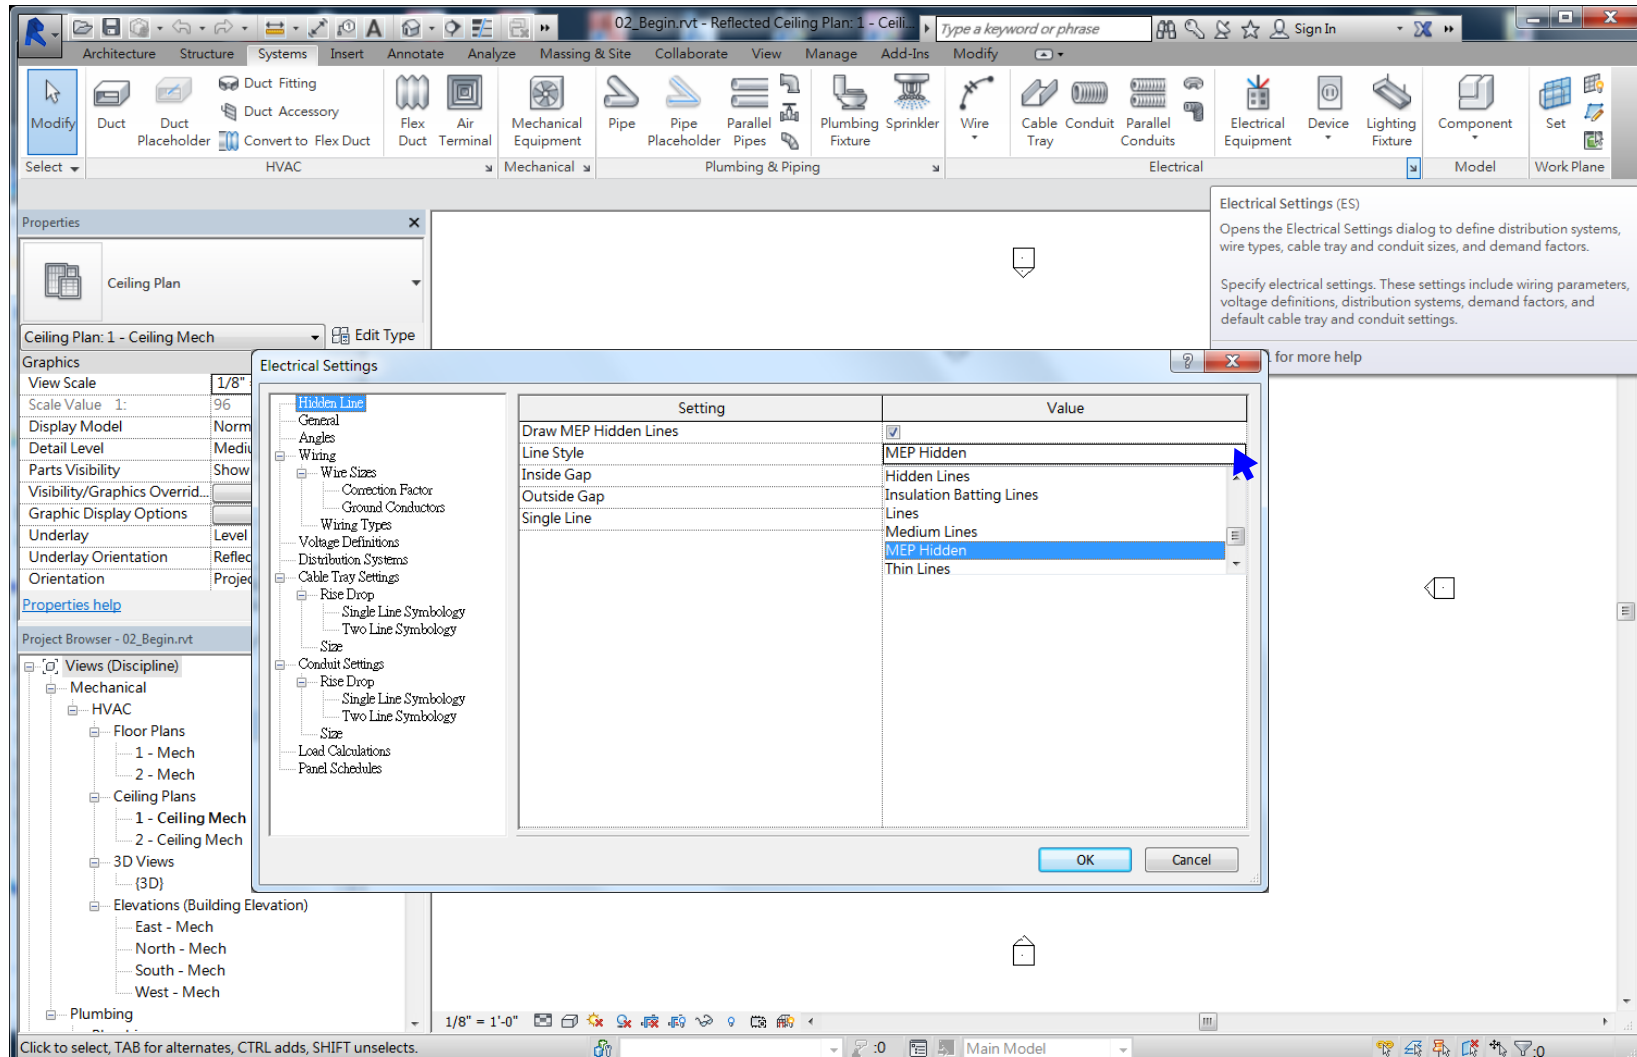 02_Begin.rvt - Reflected Ceiling Plan: 1 - Ceili...
Type a keyword or phrase
Sign In
Architecture Structure Systems Insert Annotate Analyze Massing & Site Collaborate View Manage Add-Ins Modify
Modify
Duct
Duct Placeholder
Duct Fitting
Duct Accessory
Convert to Flex Duct
Flex Duct
Air Terminal
Mechanical Equipment
Pipe
Pipe Placeholder
Parallel Pipes
Plumbing Fixture
Sprinkler
Wire
Cable Tray
Conduit
Parallel Conduits
Electrical Equipment
Device
Lighting Fixture
Component
Set
Select HVAC Mechanical Plumbing & Piping Electrical Model Work Plane
Electrical Settings (ES)
Opens the Electrical Settings dialog to define distribution systems,
wire types, cable tray and conduit sizes, and demand factors.
Specify electrical settings. These settings include wiring parameters,
voltage definitions, distribution systems, demand factors, and
default cable tray and conduit settings.
for more help
Properties
Ceiling Plan
Ceiling Plan: 1 - Ceiling Mech
Edit Type
Graphics
View Scale 1/8"
Scale Value 1: 96
Display Model Norm
Detail Level Mediu
Parts Visibility Show
Visibility/Graphics Overrid...
Graphic Display Options
Underlay Level
Underlay Orientation Reflec
Orientation Projec
Properties help
Project Browser - 02_Begin.rvt
Views (Discipline)
Mechanical
HVAC
Floor Plans
1 - Mech
2 - Mech
Ceiling Plans
1 - Ceiling Mech
2 - Ceiling Mech
3D Views
{3D}
Elevations (Building Elevation)
East - Mech
North - Mech
South - Mech
West - Mech
Plumbing
Electrical Settings
Hidden Line
General
Angles
Wiring
Wire Sizes
Correction Factor
Ground Conductors
Wiring Types
Voltage Definitions
Distribution Systems
Cable Tray Settings
Rise Drop
Single Line Symbology
Two Line Symbology
Size
Conduit Settings
Rise Drop
Single Line Symbology
Two Line Symbology
Size
Load Calculations
Panel Schedules
Setting Value
Draw MEP Hidden Lines
Line Style MEP Hidden
Inside Gap
Outside Gap
Single Line
Hidden Lines
Insulation Batting Lines
Lines
Medium Lines
MEP Hidden
Thin Lines
OK Cancel
1/8" = 1'-0"
Click to select, TAB for alternates, CTRL adds, SHIFT unselects.
:0
Main Model
:0